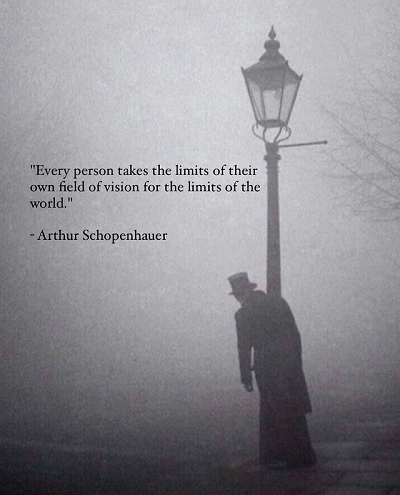 "Every person takes the limits of their
own field of vision for the limits of the
world."
- Arthur Schopenhauer